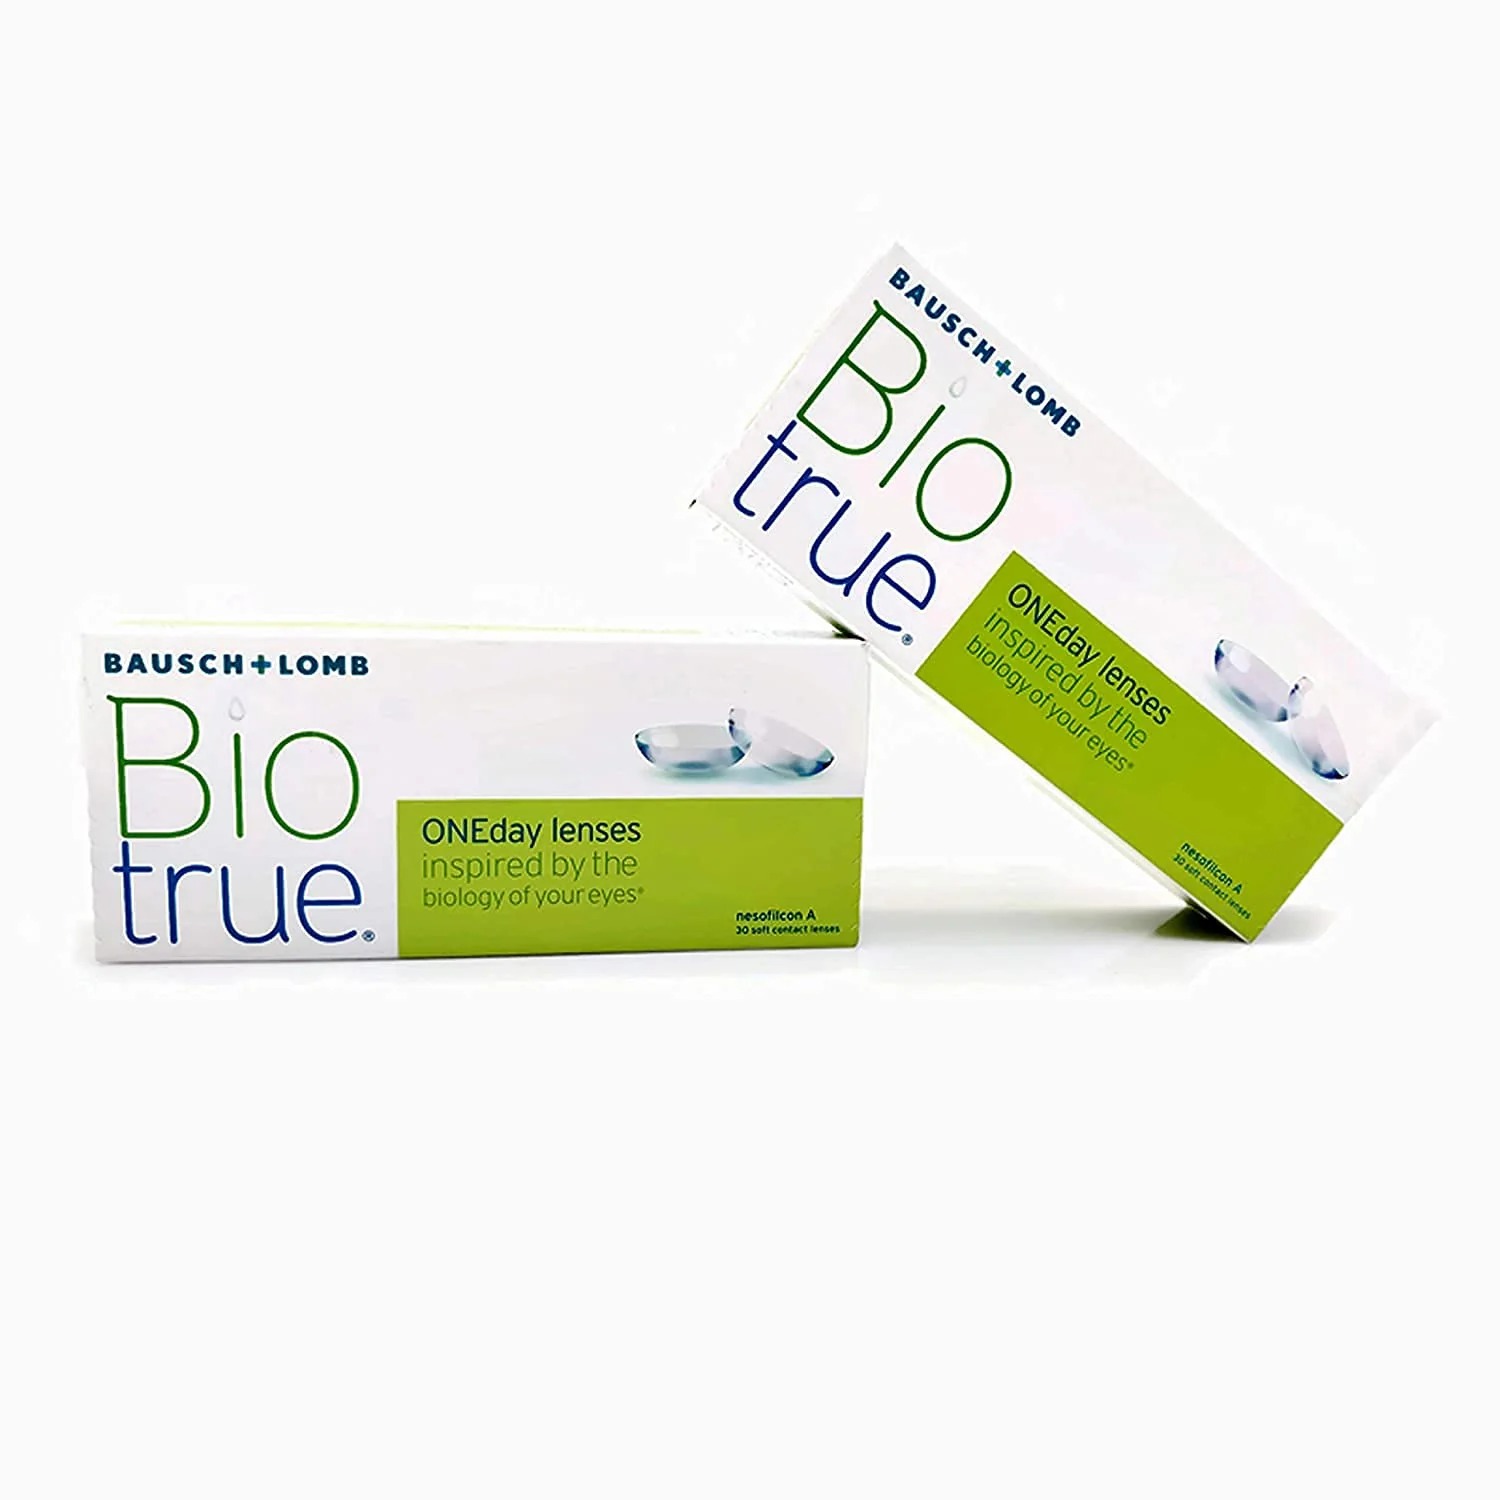 BAUSCH+LOMB
Bio
true®
ONEday lenses
inspired by the
biology of your eyes®
nesofilcon A
30 soft contact lenses
BAUSCH+LOMB
Bio
true®
ONEday lenses
inspired by the
biology of your eyes®
nesofilcon A
30 soft contact lenses